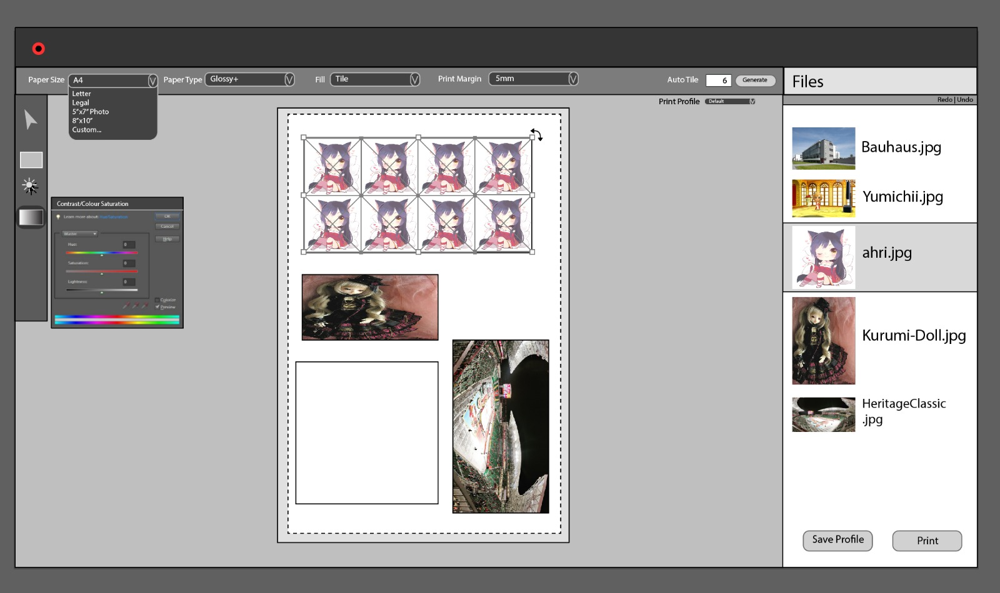 Paper Size
A4
Paper Type
Glossy+
Fill
Tile
Print Margin
5mm
Auto Tile
6
Generate
Files
Letter
Legal
5"x7" Photo
8"x10"
Custom...
Print Profile
Default
Redo | Undo
Bauhaus.jpg
Yumichii.jpg
Contrast/Colour Saturation
Learn more about: Hue/Saturation
OK
Cancel
Help
Master
Hue:
0
Saturation:
0
Lightness:
0
Colorize
Preview
ahri.jpg
Kurumi-Doll.jpg
HeritageClassic
.jpg
Save Profile
Print